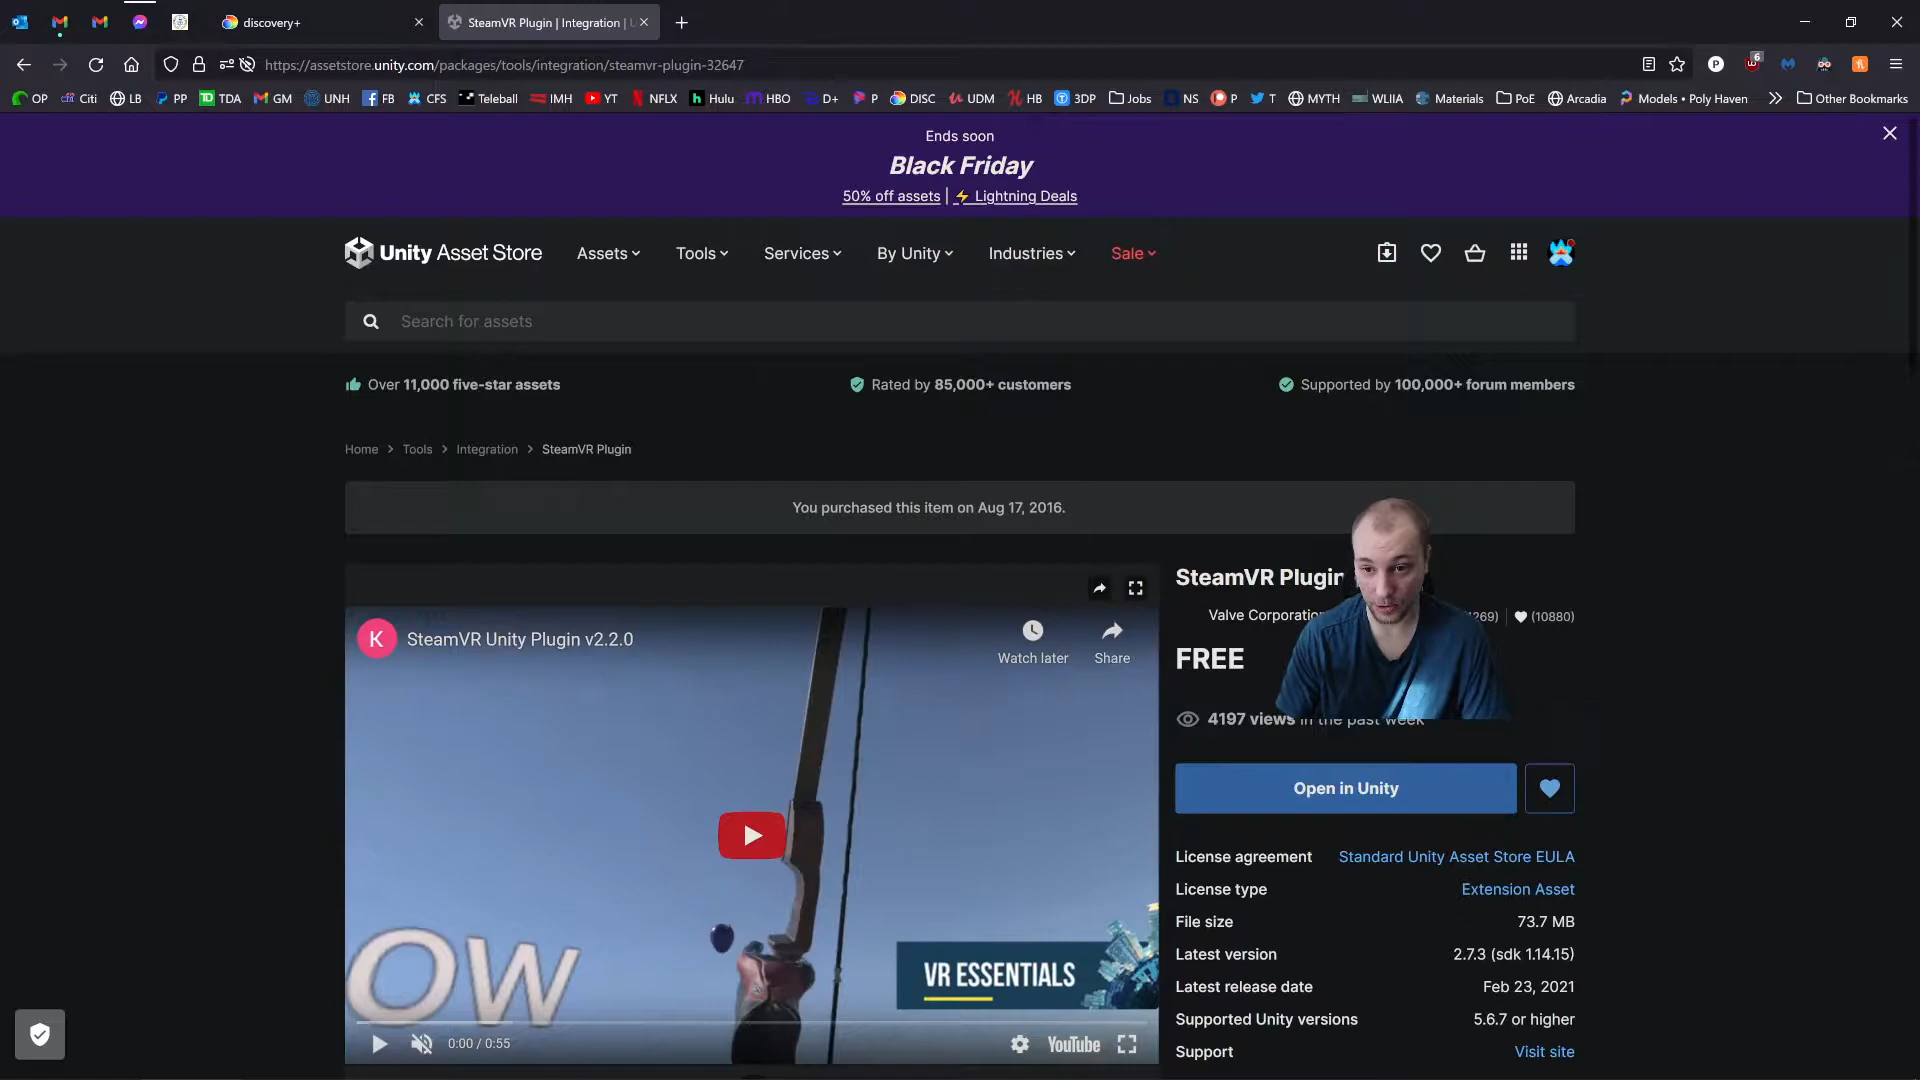 discovery+
SteamVR Plugin | Integration |
https://assetstore.unity.com/packages/tools/integration/steamvr-plugin-32647
6
OP Citi LB PP TDA GM UNH FB CFS Teleball IMH YT NFLX Hulu HBO D+ P DISC UDM HB 3DP Jobs NS P T MYTH WLIIA Materials PoE Arcadia Models • Poly Haven Other Bookmarks
Ends soon
Black Friday
50% off assets | ⚡ Lightning Deals
Unity Asset Store Assets Tools Services By Unity Industries Sale
Search for assets
Over 11,000 five-star assets Rated by 85,000+ customers Supported by 100,000+ forum members
Home > Tools > Integration > SteamVR Plugin
You purchased this item on Aug 17, 2016.
SteamVR Plugin
K SteamVR Unity Plugin v2.2.0
Watch later Share
(10880)
FREE
4197 views in the past week
Open in Unity
License agreement Standard Unity Asset Store EULA
License type Extension Asset
File size 73.7 MB
Latest version 2.7.3 (sdk 1.14.15)
Latest release date Feb 23, 2021
Supported Unity versions 5.6.7 or higher
Support Visit site
OW
VR ESSENTIALS
0:00 / 0:55
YouTube